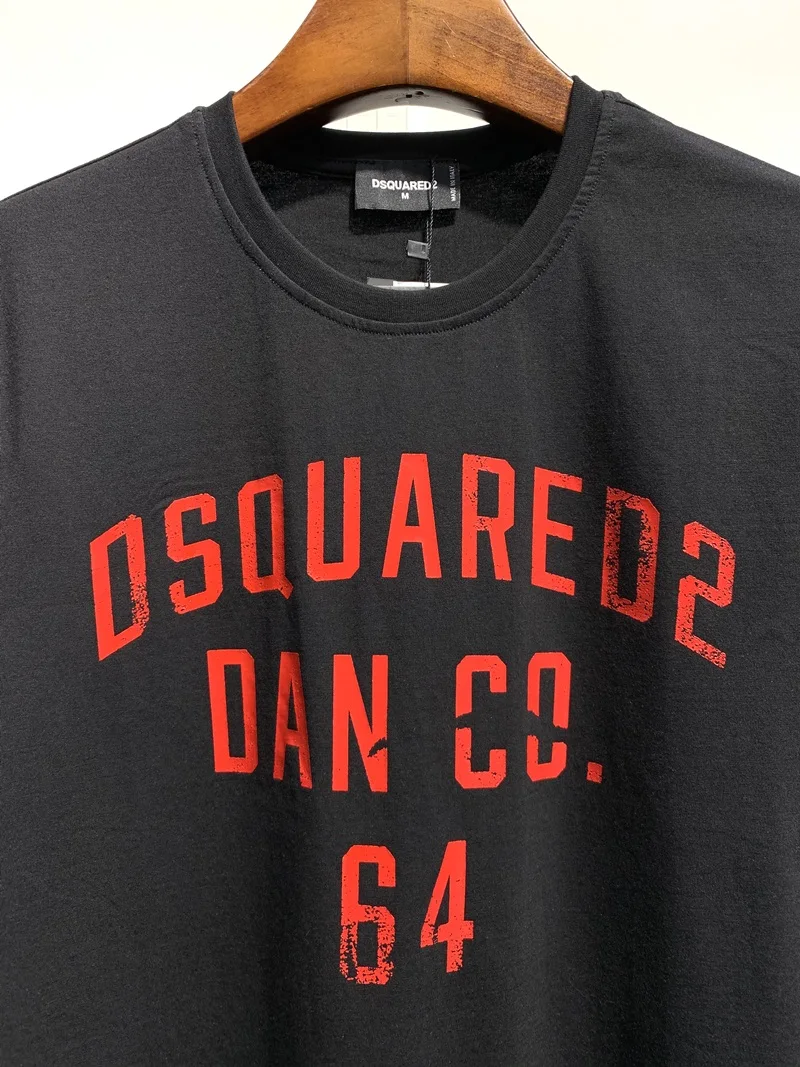 DSQUARED2
M
MADE IN ITALY
DSQUARED2
DAN CO.
64